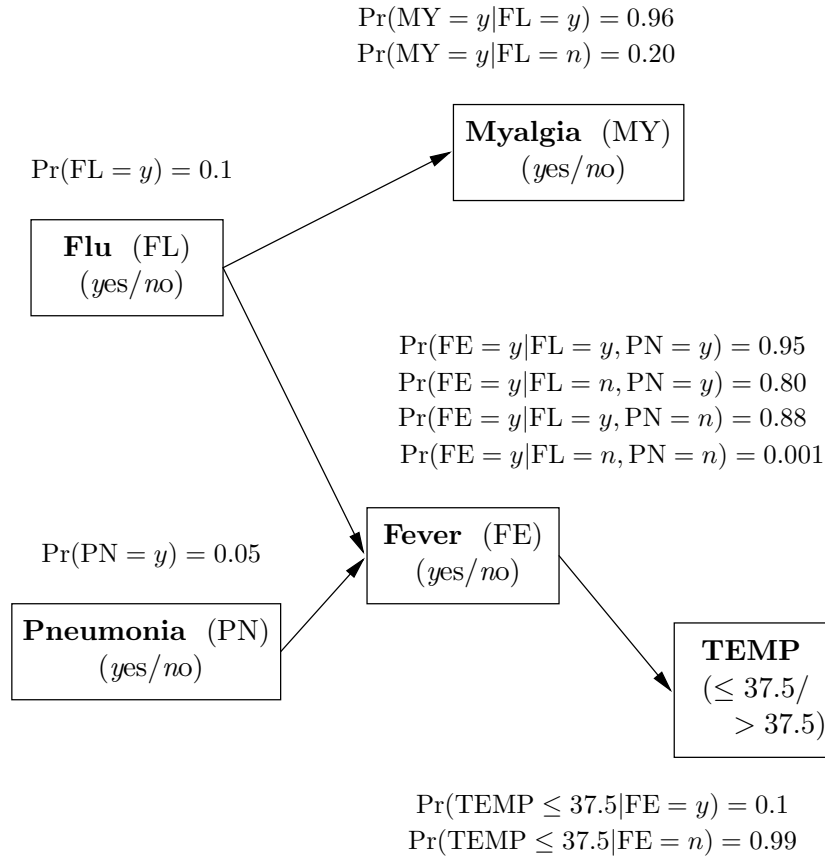 Pr(MY = y|FL = y) = 0.96
Pr(MY = y|FL = n) = 0.20
Myalgia (MY)
(yes/no)
Pr(FL = y) = 0.1
Flu (FL)
(yes/no)
Pr(FE = y|FL = y, PN = y) = 0.95
Pr(FE = y|FL = n, PN = y) = 0.80
Pr(FE = y|FL = y, PN = n) = 0.88
Pr(FE = y|FL = n, PN = n) = 0.001
Fever (FE)
(yes/no)
Pr(PN = y) = 0.05
Pneumonia (PN)
(yes/no)
TEMP
(≤ 37.5/
> 37.5)
Pr(TEMP ≤ 37.5|FE = y) = 0.1
Pr(TEMP ≤ 37.5|FE = n) = 0.99